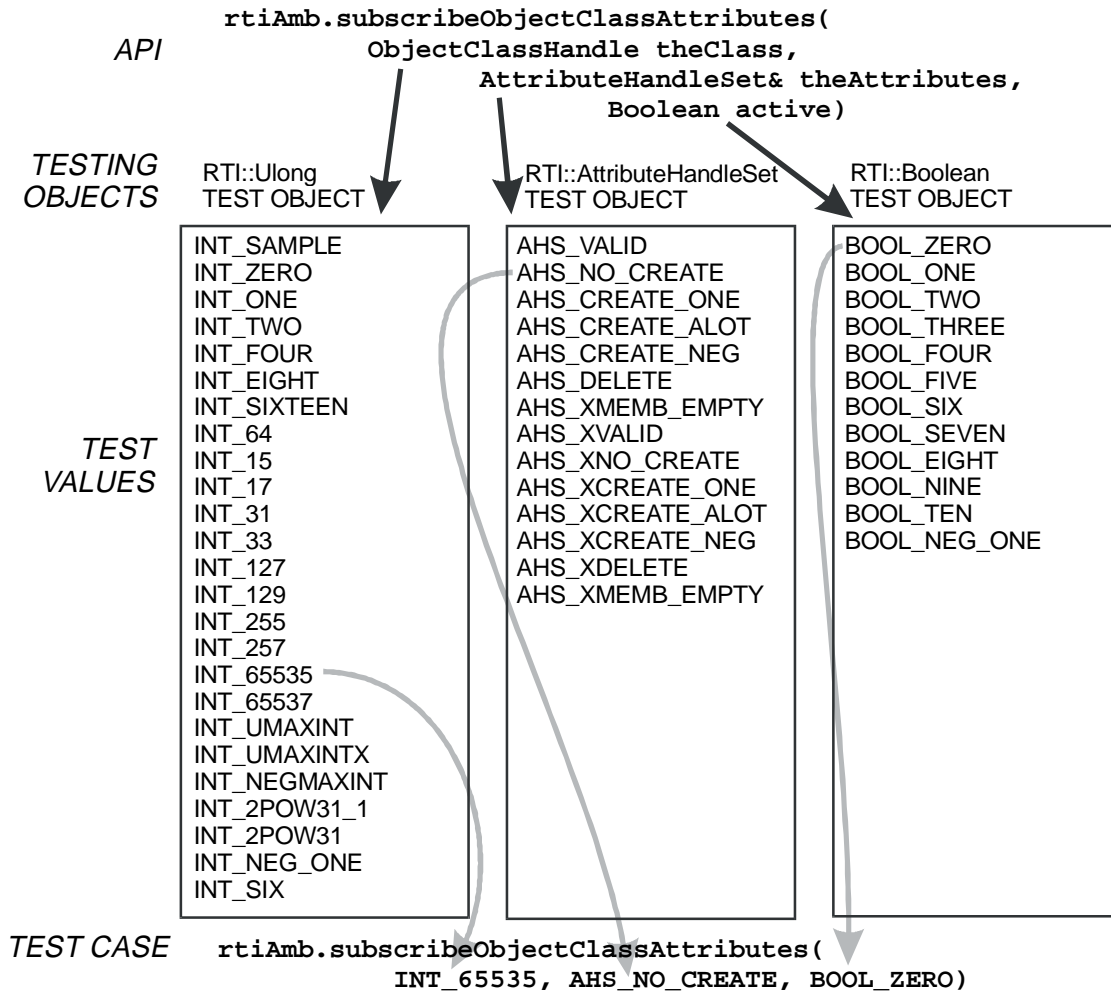 rtiAmb.subscribeObjectClassAttributes(
API
ObjectClassHandle theClass,
AttributeHandleSet& theAttributes,
Boolean active)
TESTING
OBJECTS
RTI::Ulong
TEST OBJECT
RTI::AttributeHandleSet
TEST OBJECT
RTI::Boolean
TEST OBJECT
TEST
VALUES
INT_SAMPLE
INT_ZERO
INT_ONE
INT_TWO
INT_FOUR
INT_EIGHT
INT_SIXTEEN
INT_64
INT_15
INT_17
INT_31
INT_33
INT_127
INT_129
INT_255
INT_257
INT_65535
INT_65537
INT_UMAXINT
INT_UMAXINTX
INT_NEGMAXINT
INT_2POW31_1
INT_2POW31
INT_NEG_ONE
INT_SIX
AHS_VALID
AHS_NO_CREATE
AHS_CREATE_ONE
AHS_CREATE_ALOT
AHS_CREATE_NEG
AHS_DELETE
AHS_XMEMB_EMPTY
AHS_XVALID
AHS_XNO_CREATE
AHS_XCREATE_ONE
AHS_XCREATE_ALOT
AHS_XCREATE_NEG
AHS_XDELETE
AHS_XMEMB_EMPTY
BOOL_ZERO
BOOL_ONE
BOOL_TWO
BOOL_THREE
BOOL_FOUR
BOOL_FIVE
BOOL_SIX
BOOL_SEVEN
BOOL_EIGHT
BOOL_NINE
BOOL_TEN
BOOL_NEG_ONE
TEST CASE
rtiAmb.subscribeObjectClassAttributes(
INT_65535, AHS_NO_CREATE, BOOL_ZERO)